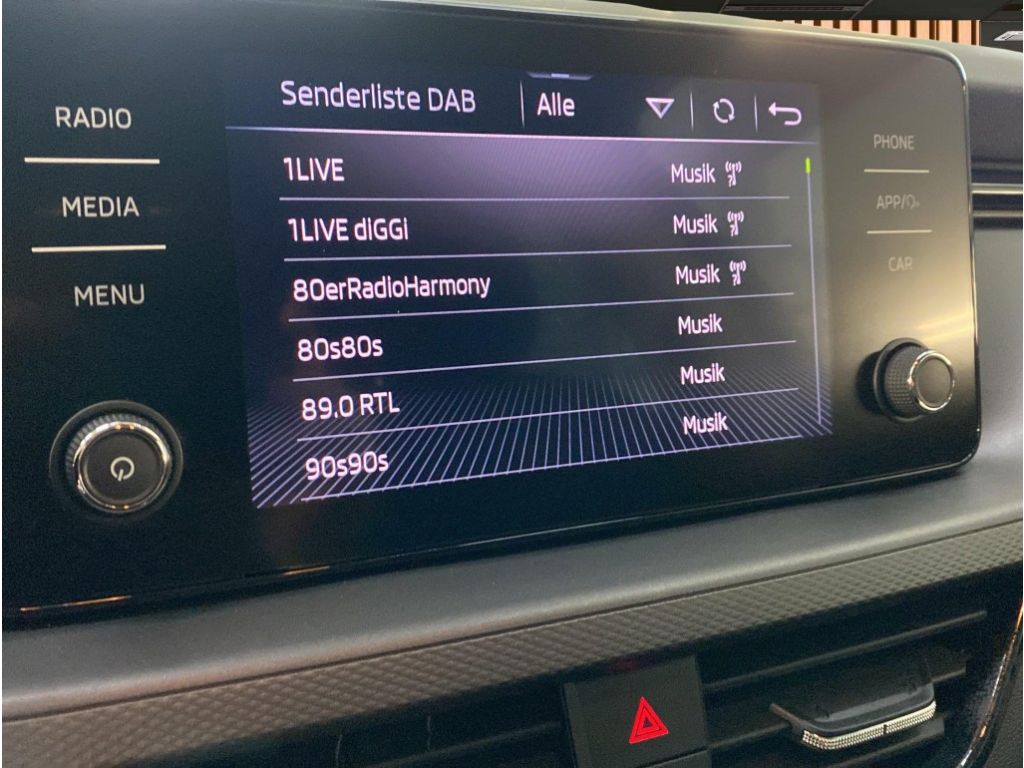 RADIO
MEDIA
MENU
Senderliste DAB Alle
1LIVE Musik
1LIVE dIGGi Musik
80erRadioHarmony Musik
80s80s Musik
89.0 RTL Musik
90s90s Musik
PHONE
APP/
CAR